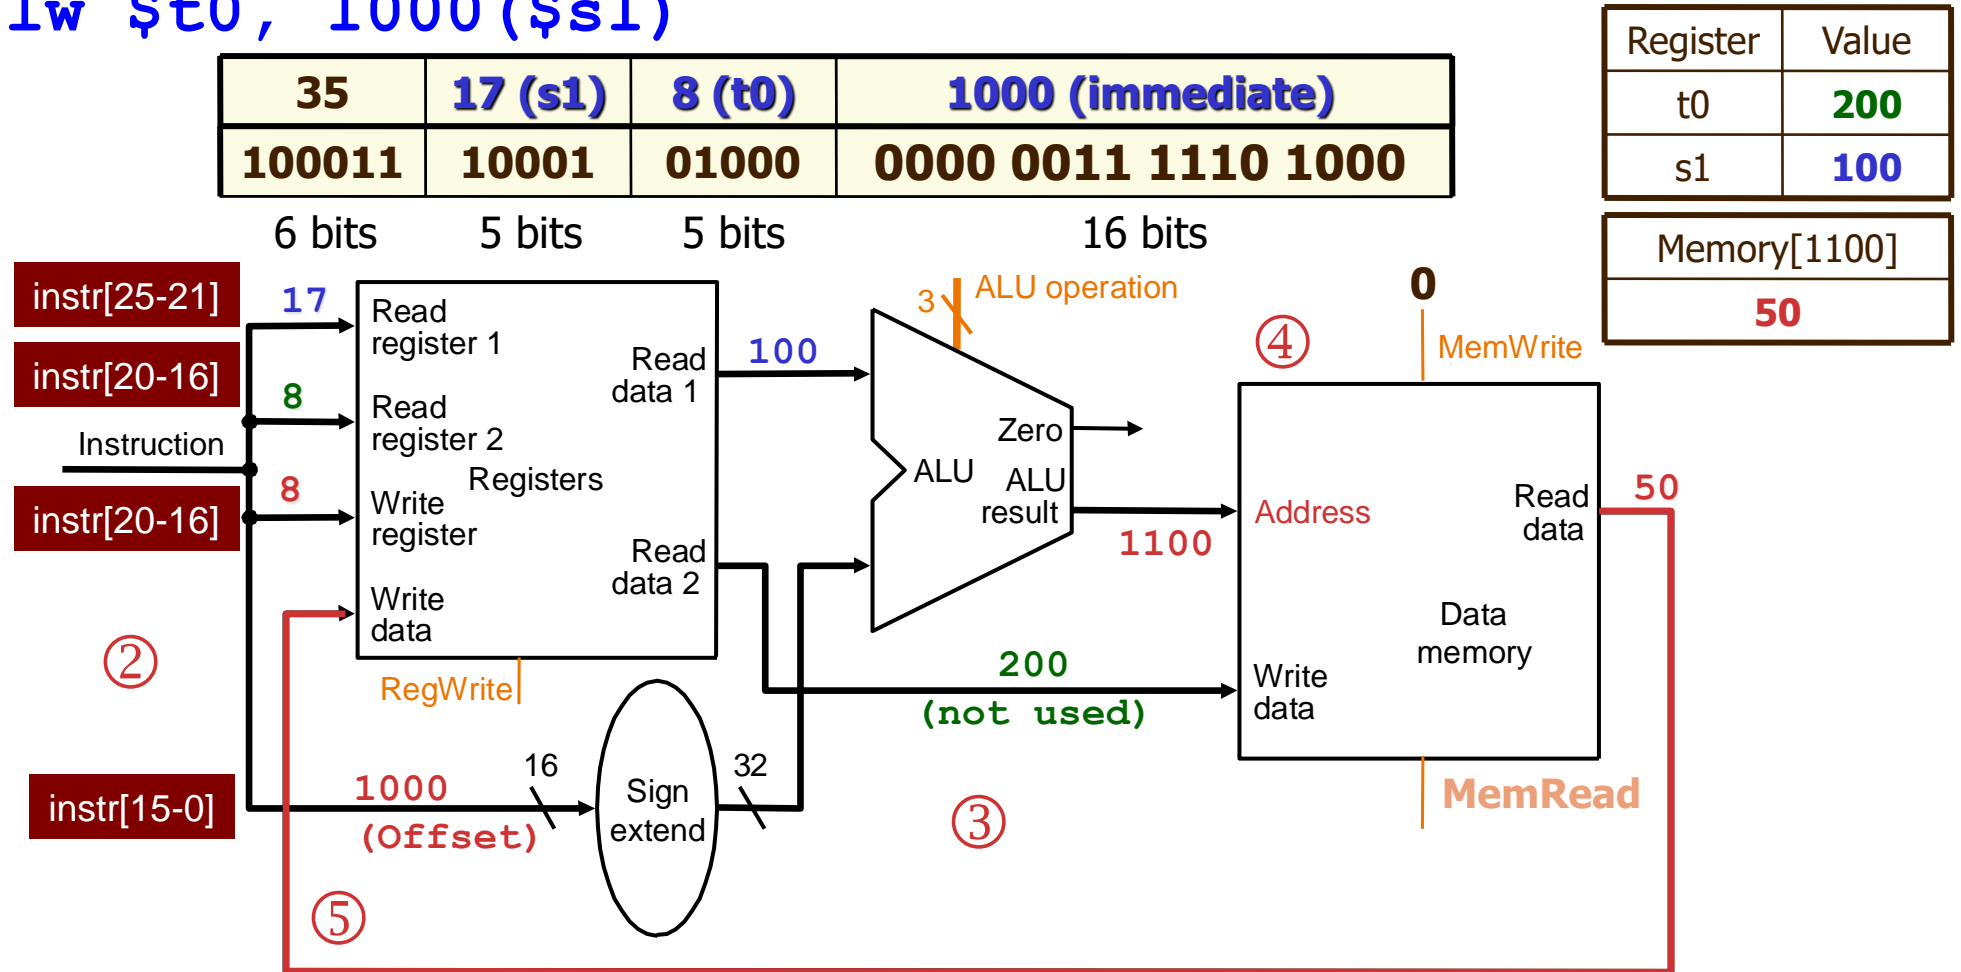 lw $t0, 1000($s1)
35 17 (s1) 8 (t0) 1000 (immediate)
100011 10001 01000 0000 0011 1110 1000
6 bits 5 bits 5 bits 16 bits
Register Value
t0 200
s1 100
Memory[1100]
50
instr[25-21]
17
instr[20-16]
8
Instruction
instr[20-16]
8
Read
register 1
Read
register 2
Registers
Write
register
Write
data
Read
data 1
Read
data 2
RegWrite
100
3
ALU operation
Zero
ALU
ALU
result
1100
200
(not used)
0
MemWrite
④
Address
Read
data
50
Data
memory
Write
data
MemRead
②
instr[15-0]
1000
(Offset)
16
Sign
extend
32
③
⑤